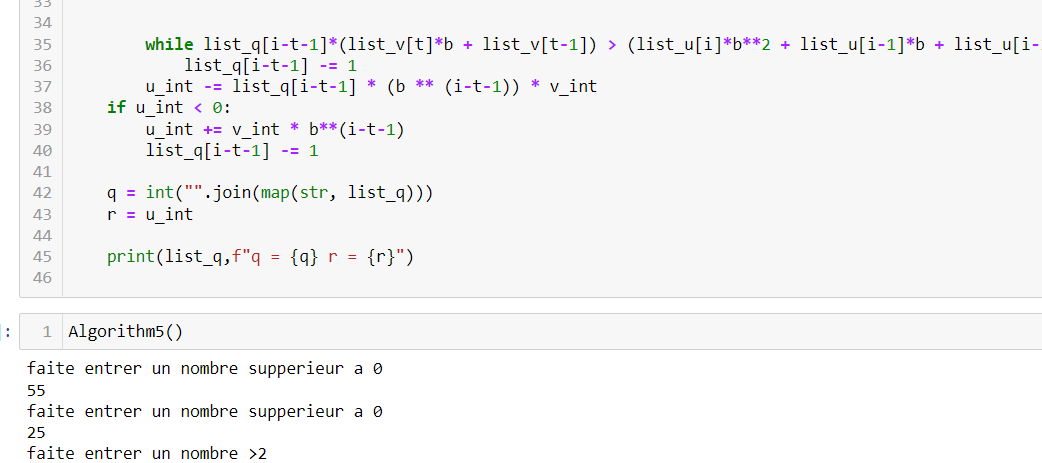 33
34
35 while list_q[i-t-1]*(list_v[t]*b + list_v[t-1]) > (list_u[i]*b**2 + list_u[i-1]*b + list_u[i-
36 list_q[i-t-1] -= 1
37 u_int -= list_q[i-t-1] * (b ** (i-t-1)) * v_int
38 if u_int < 0:
39 u_int += v_int * b**(i-t-1)
40 list_q[i-t-1] -= 1
41
42 q = int("".join(map(str, list_q)))
43 r = u_int
44
45 print(list_q,f"q = {q} r = {r}")
46
]: 1 Algorithm5()
faite entrer un nombre supperieur a 0
55
faite entrer un nombre supperieur a 0
25
faite entrer un nombre >2